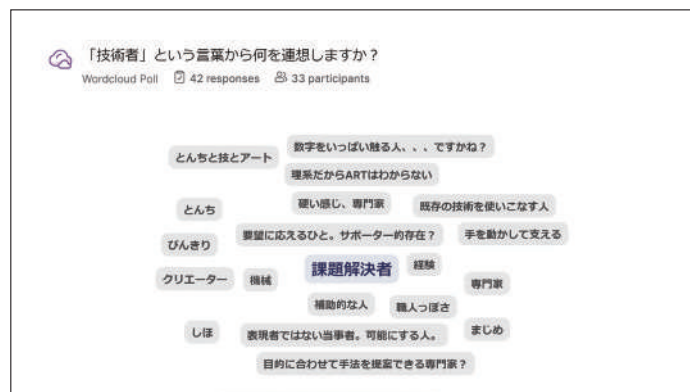 「技術者」という言葉から何を連想しますか？
Wordcloud Poll 42 responses 33 participants
とんちと技とアート
数字をいっぱい触る人、、、ですかね？
理系だからARTはわからない
とんち
硬い感じ、専門家
既存の技術を使いこなす人
ぴんきり
要望に応えるひと。サポーター的存在？
手を動かして支える
クリエーター
機械
課題解決者
経験
専門家
補助的な人
職人っぽさ
しほ
表現者ではない当事者。可能にする人。
まじめ
目的に合わせて手法を提案できる専門家？